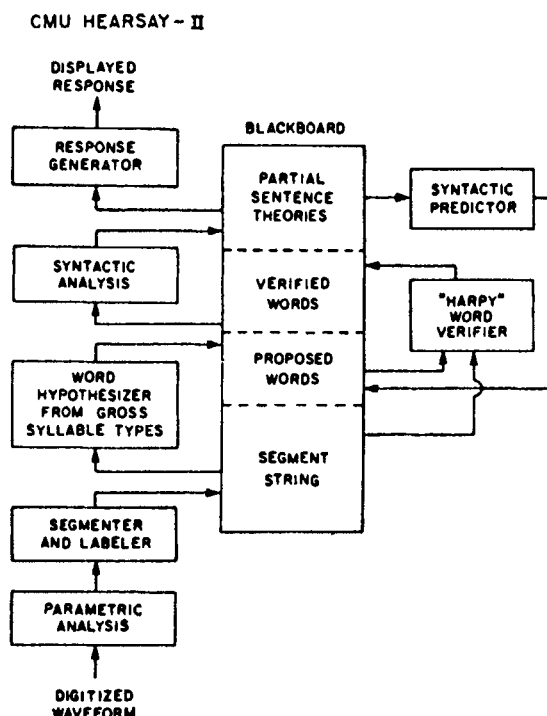 CMU HEARSAY-II
DISPLAYED
RESPONSE
RESPONSE
GENERATOR
SYNTACTIC
ANALYSIS
WORD
HYPOTHESIZER
FROM GROSS
SYLLABLE TYPES
SEGMENTER
AND LABELER
PARAMETRIC
ANALYSIS
DIGITIZED
WAVEFORM
BLACKBOARD
PARTIAL
SENTENCE
THEORIES
VERIFIED
WORDS
PROPOSED
WORDS
SEGMENT
STRING
SYNTACTIC
PREDICTOR
"HARPY"
WORD
VERIFIER